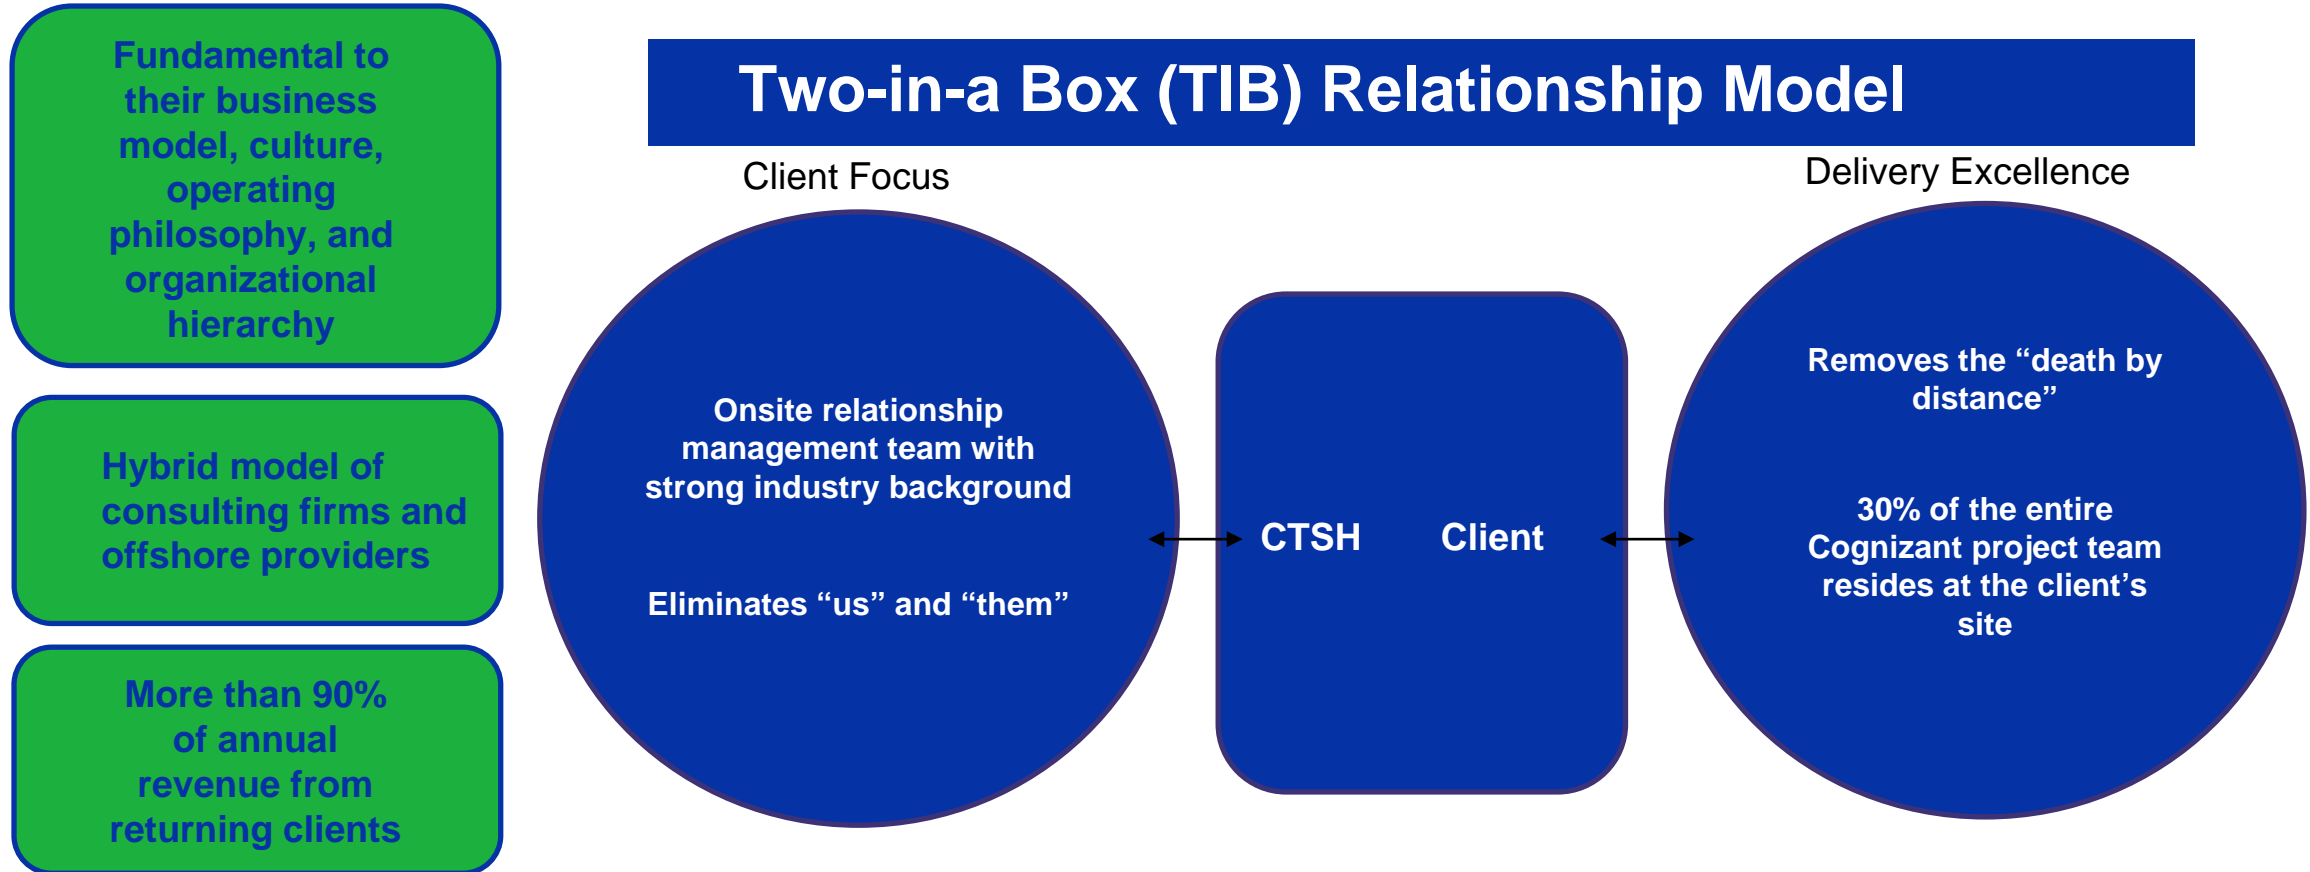 Fundamental to
their business
model, culture,
operating
philosophy, and
organizational
hierarchy
Hybrid model of
consulting firms and
offshore providers
More than 90%
of annual
revenue from
returning clients
Two-in-a Box (TIB) Relationship Model
Client Focus
Onsite relationship
management team with
strong industry background
Eliminates “us” and “them”
CTSH Client
Delivery Excellence
Removes the “death by
distance”
30% of the entire
Cognizant project team
resides at the client’s
site